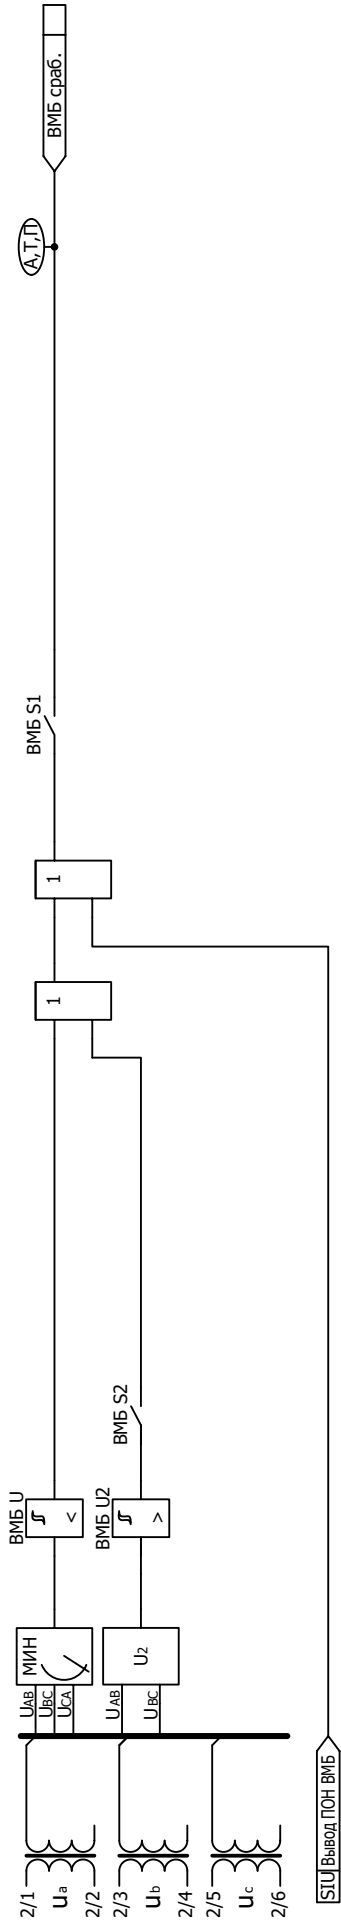 2/1
uа
2/2
2/3
ub
2/4
2/5
uc
2/6
UAB
UBC
UCA
МИН
UAB
UBC
U2
ВМБ U
<
ВМБ U2
>
ВМБ S2
1
1
ВМБ S1
А,Т,П
ВМБ сраб.
SIU Вывод ПОН ВМБ